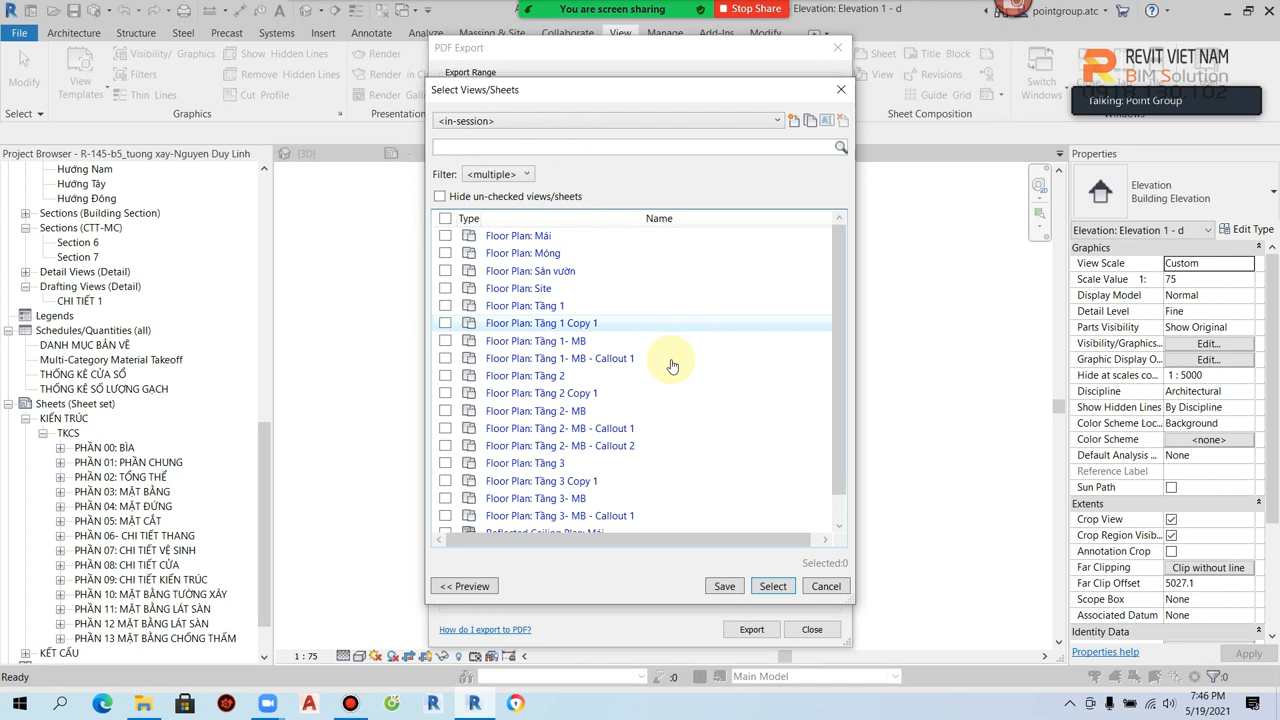 You are screen sharing
Stop Share
Elevation: Elevation 1 - d
pointgroup.atc
File
Architecture
Structure
Steel
Precast
Systems
Insert
Annotate
Analyze
Massing & Site
Collaborate
View
Manage
Add-Ins
Modify
Modify
Select
View
Templates
Visibility/ Graphics
Filters
Thin Lines
Graphics
Show Hidden Lines
Remove Hidden Lines
Cut Profile
Render
Render in
Render
Presentation
Sheet
View
Title Block
Revisions
Guide Grid
Sheet Composition
Switch
Windows
REVIT VIET NAM
BIM Solution
Talking: Point Group
PDF Export
Export Range
Select Views/Sheets
<in-session>
Filter:
<multiple>
Hide un-checked views/sheets
Type
Name
Floor Plan: Mái
Floor Plan: Móng
Floor Plan: Sân vườn
Floor Plan: Site
Floor Plan: Tầng 1
Floor Plan: Tầng 1 Copy 1
Floor Plan: Tầng 1- MB
Floor Plan: Tầng 1- MB - Callout 1
Floor Plan: Tầng 2
Floor Plan: Tầng 2 Copy 1
Floor Plan: Tầng 2- MB
Floor Plan: Tầng 2- MB - Callout 1
Floor Plan: Tầng 2- MB - Callout 2
Floor Plan: Tầng 3
Floor Plan: Tầng 3 Copy 1
Floor Plan: Tầng 3- MB
Floor Plan: Tầng 3- MB - Callout 1
Reflected Ceiling Plan: Mái
Selected:0
<< Preview
Save
Select
Cancel
How do I export to PDF?
Export
Close
Project Browser - R-145-b5_tuong xay-Nguyen Duy Linh
Hướng Nam
Hướng Tây
Hướng Đông
Sections (Building Section)
Sections (CTT-MC)
Section 6
Section 7
Detail Views (Detail)
Drafting Views (Detail)
CHI TIẾT 1
Legends
Schedules/Quantities (all)
DANH MỤC BẢN VẼ
Multi-Category Material Takeoff
THỐNG KÊ CỬA SỔ
THỐNG KÊ SỐ LƯỢNG GẠCH
Sheets (Sheet set)
KIẾN TRÚC
TKCS
PHẦN 00: BÌA
PHẦN 01: PHẦN CHUNG
PHẦN 02: TỔNG THỂ
PHẦN 03: MẶT BẰNG
PHẦN 04: MẶT ĐỨNG
PHẦN 05: MẶT CẮT
PHẦN 06- CHI TIẾT THANG
PHẦN 07: CHI TIẾT VỆ SINH
PHẦN 08: CHI TIẾT CỬA
PHẦN 09: CHI TIẾT KIẾN TRÚC
PHẦN 10: MẶT BẰNG TƯỜNG XÂY
PHẦN 11: MẶT BẰNG LÁT SÀN
PHẦN 12 MẶT BẰNG LÁT SÀN
PHẦN 13 MẶT BẰNG CHỐNG THẤM
KẾT CẤU
{3D}
Properties
Elevation
Building Elevation
Elevation: Elevation 1 - d
Edit Type
Graphics
View Scale
Custom
Scale Value 1:
75
Display Model
Normal
Detail Level
Fine
Parts Visibility
Show Original
Visibility/Graphics...
Edit...
Graphic Display O...
Edit...
Hide at scales co...
1 : 5000
Discipline
Architectural
Show Hidden Lines
By Discipline
Color Scheme Loc...
Background
Color Scheme
<none>
Default Analysis ...
None
Reference Label
Sun Path
Extents
Crop View
Crop Region Visib...
Annotation Crop
Far Clipping
Clip without line
Far Clip Offset
5027.1
Scope Box
None
Associated Datum
None
Identity Data
Properties help
Apply
1 : 75
Ready
:0
Main Model
:0
7:46 PM
5/19/2021